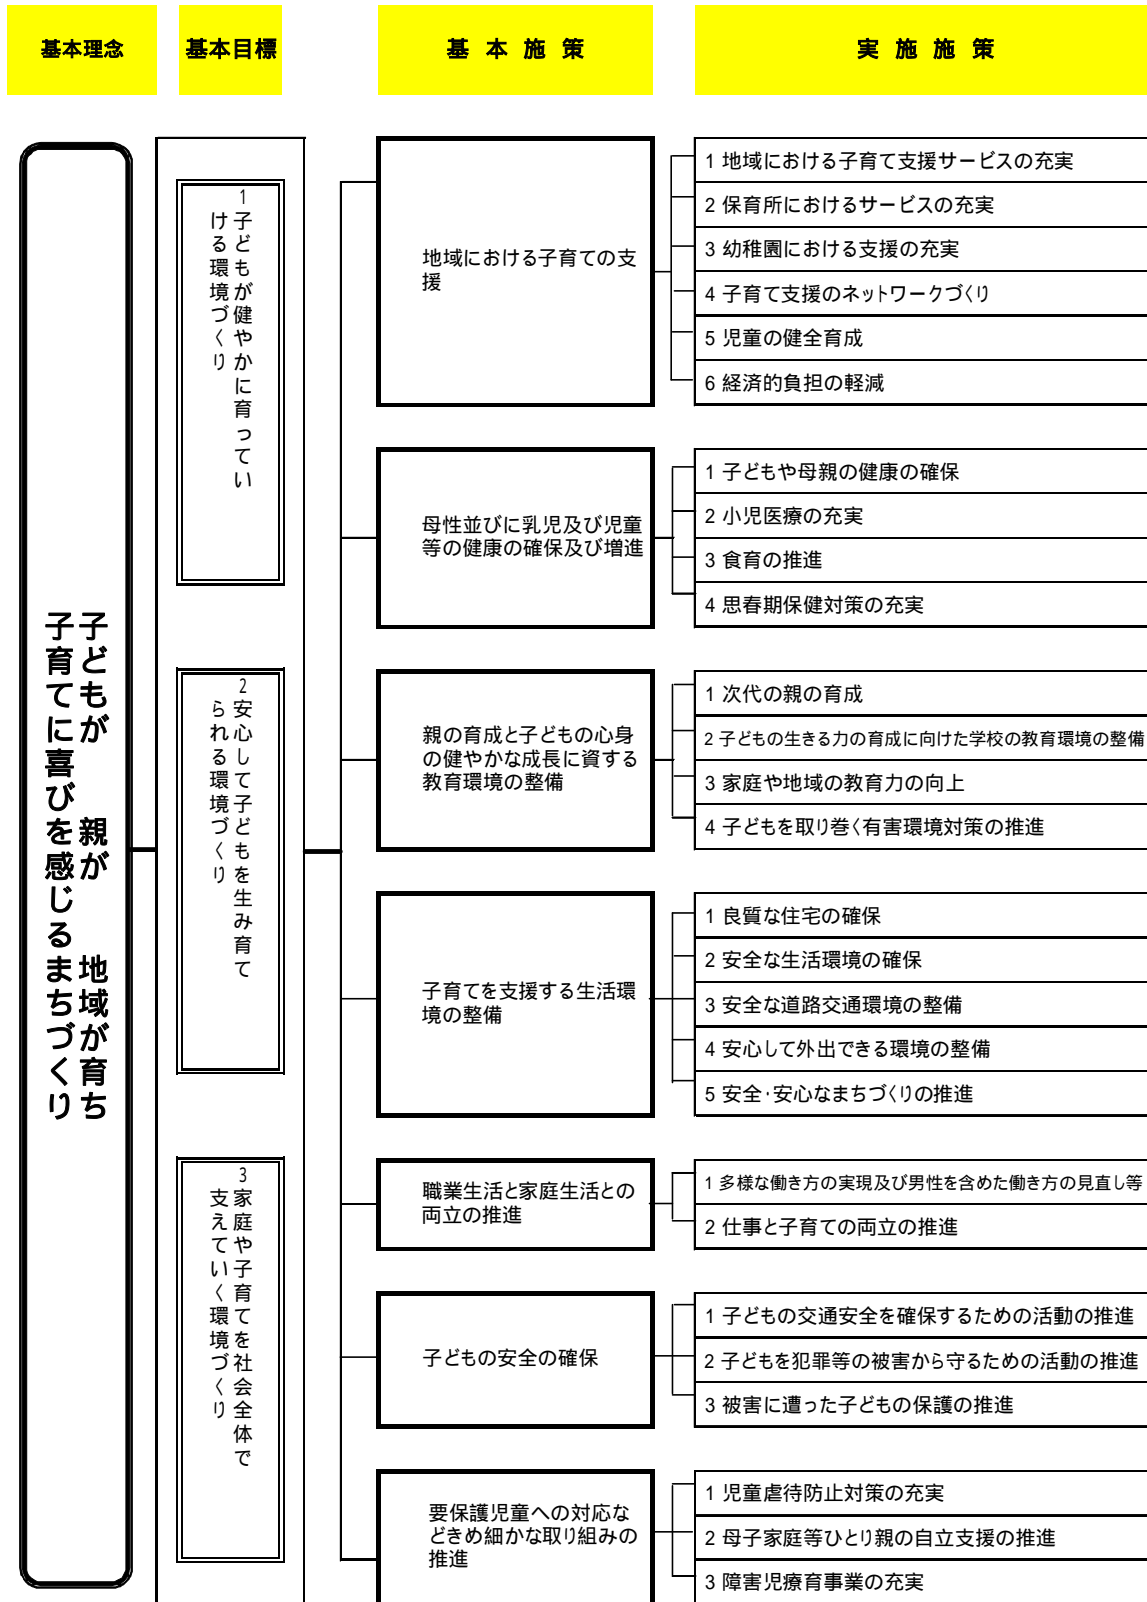 基本理念
基本目標
基本施策
実施施策
子どもが 親が 地域が育ち
子育てに喜びを感じるまちづくり
1
子どもが健やかに育ってい
ける環境づくり
2
安心して子どもを生み育て
られる環境づくり
3
家庭や子育てを社会全体で
支えていく環境づくり
地域における子育ての支
援
1 地域における子育て支援サービスの充実
2 保育所におけるサービスの充実
3 幼稚園における支援の充実
4 子育て支援のネットワークづくり
5 児童の健全育成
6 経済的負担の軽減
母性並びに乳児及び児童
等の健康の確保及び増進
1 子どもや母親の健康の確保
2 小児医療の充実
3 食育の推進
4 思春期保健対策の充実
親の育成と子どもの心身
の健やかな成長に資する
教育環境の整備
1 次代の親の育成
2 子どもの生きる力の育成に向けた学校の教育環境の整備
3 家庭や地域の教育力の向上
4 子どもを取り巻く有害環境対策の推進
子育てを支援する生活環
境の整備
1 良質な住宅の確保
2 安全な生活環境の確保
3 安全な道路交通環境の整備
4 安心して外出できる環境の整備
5 安全・安心なまちづくりの推進
職業生活と家庭生活との
両立の推進
1 多様な働き方の実現及び男性を含めた働き方の見直し等
2 仕事と子育ての両立の推進
子どもの安全の確保
1 子どもの交通安全を確保するための活動の推進
2 子どもを犯罪等の被害から守るための活動の推進
3 被害に遭った子どもの保護の推進
要保護児童への対応な
どきめ細かな取り組みの
推進
1 児童虐待防止対策の充実
2 母子家庭等ひとり親の自立支援の推進
3 障害児療育事業の充実